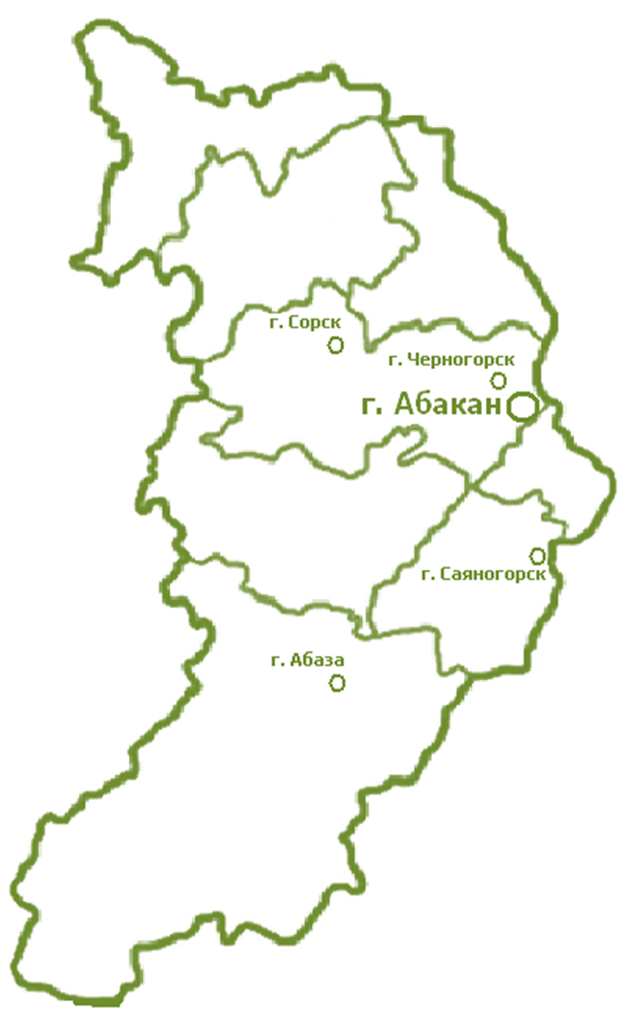 г. Сорск
г. Черногорск
г. Абакан
г. Саяногорск
г. Абаза